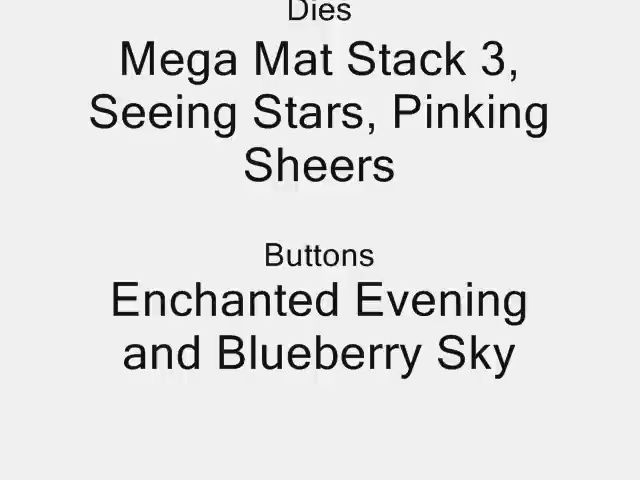 Dies
Mega Mat Stack 3,
Seeing Stars, Pinking
Sheers
Buttons
Enchanted Evening
and Blueberry Sky